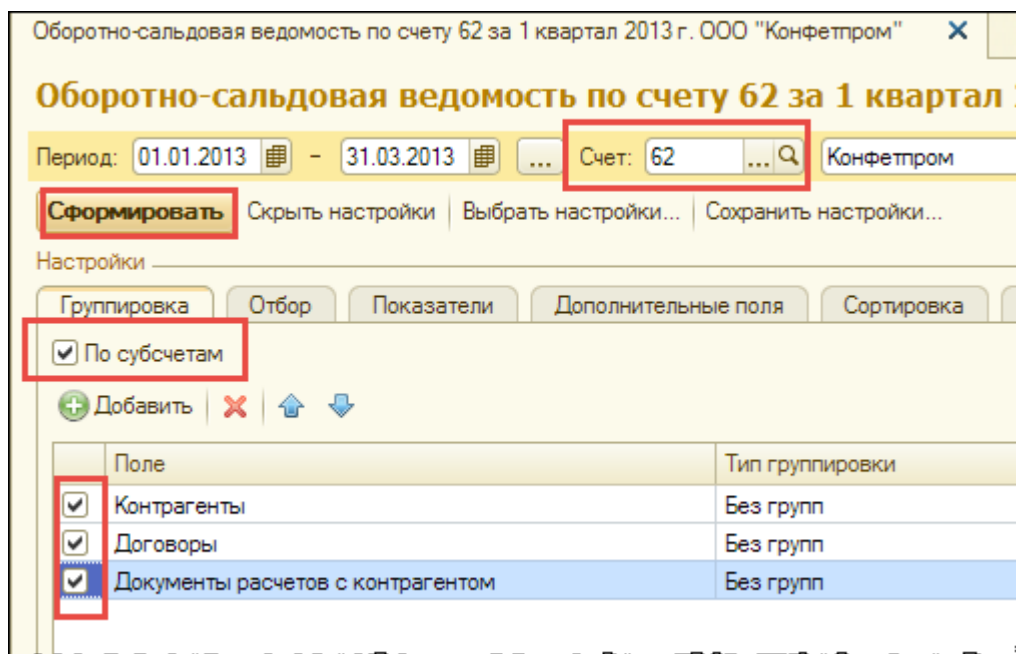 Оборотно-сальдовая ведомость по счету 62 за 1 квартал 2013 г. ООО "Конфетпром"
Оборотно-сальдовая ведомость по счету 62 за 1 квартал
Период: 01.01.2013 - 31.03.2013 ... Счет: 62 ... Конфетпром
Сформировать Скрыть настройки Выбрать настройки... Сохранить настройки...
Настройки
Группировка Отбор Показатели Дополнительные поля Сортировка
По субсчетам
Добавить
Поле Тип группировки
Контрагенты Без групп
Договоры Без групп
Документы расчетов с контрагентом Без групп